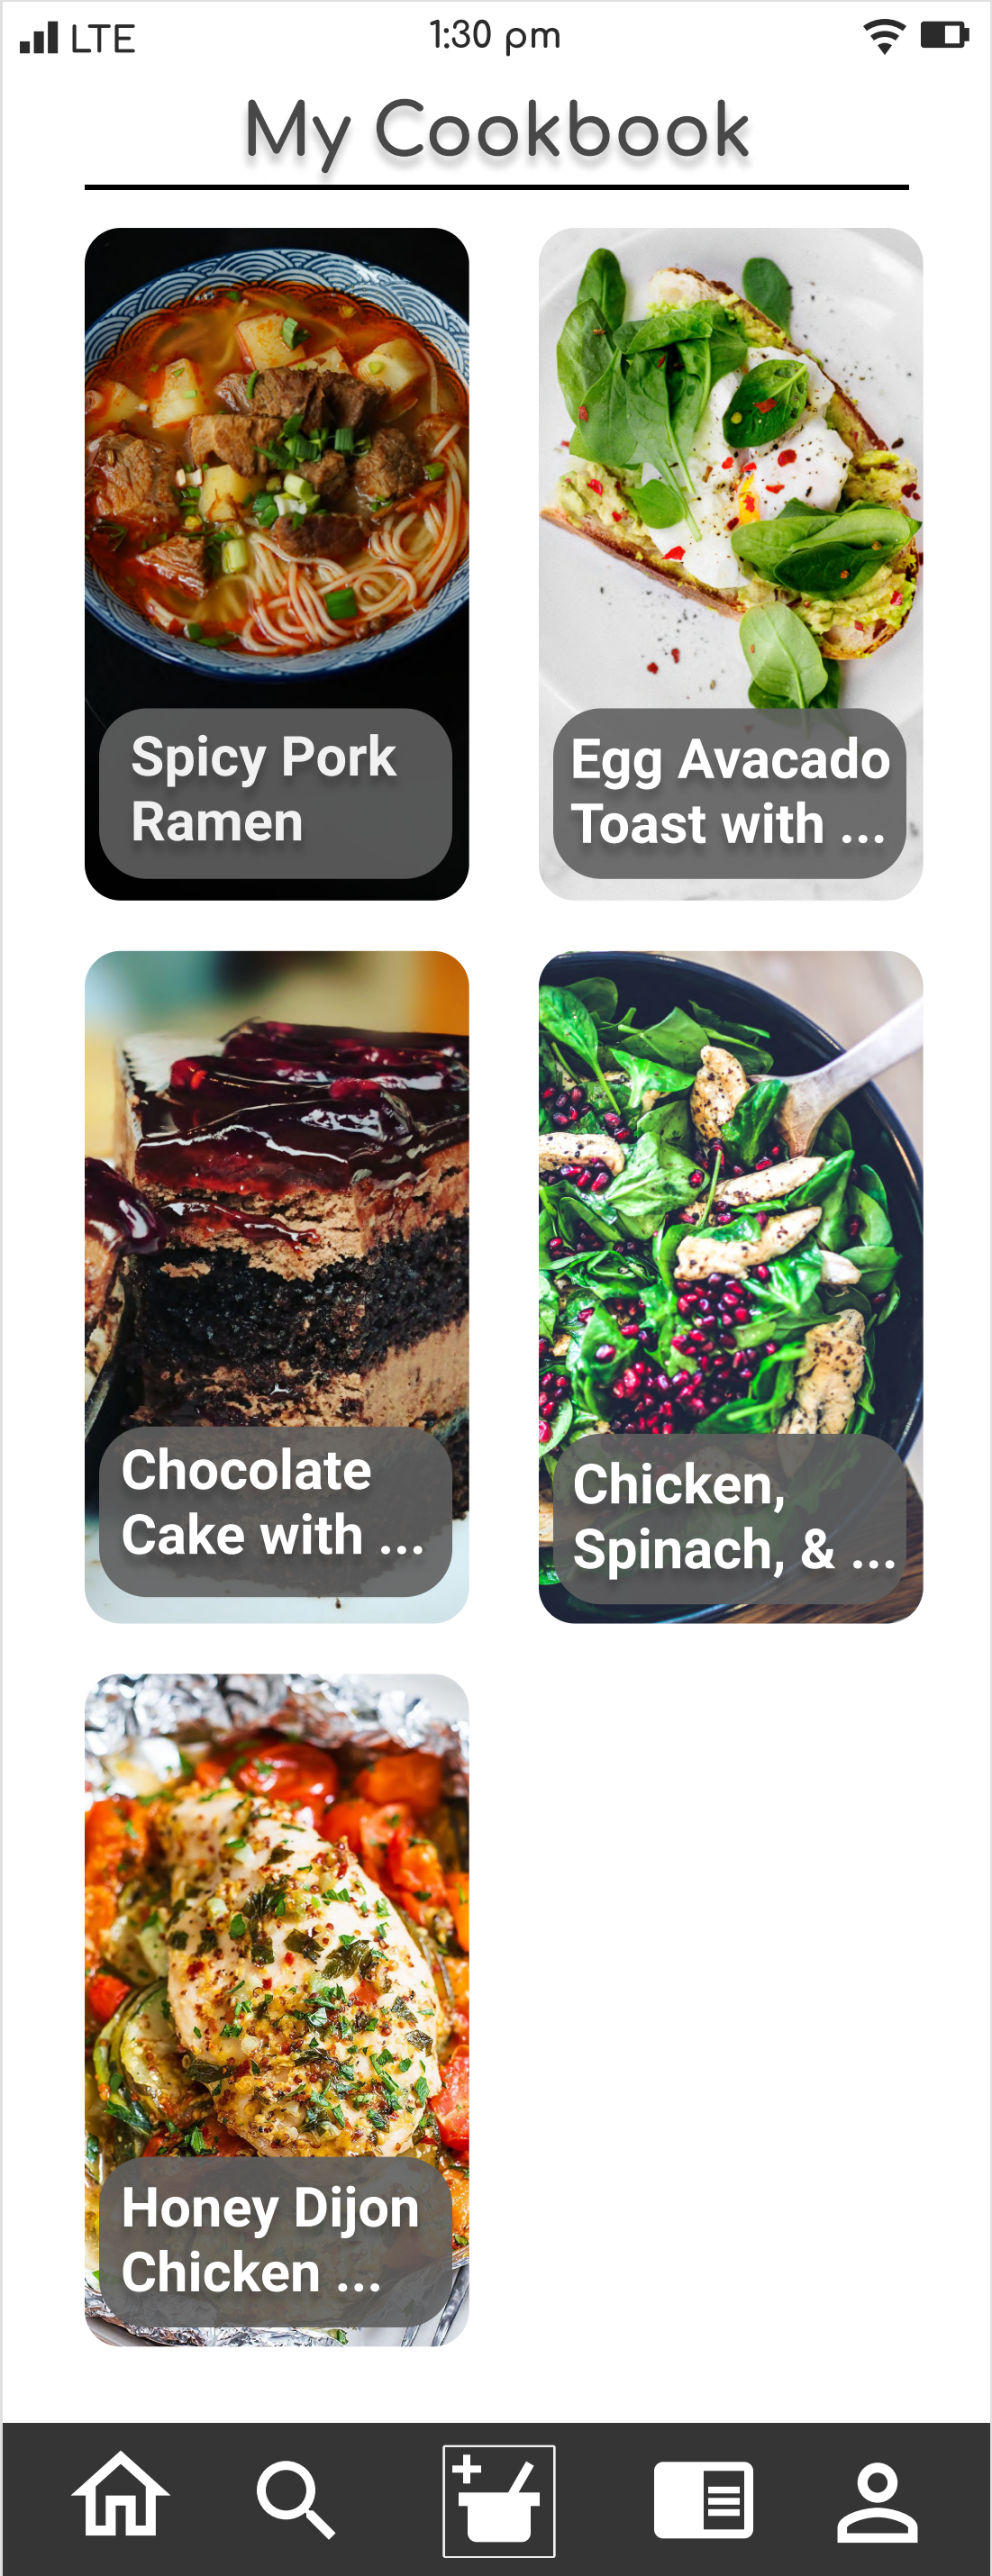 LTE
1:30 pm
My Cookbook
Spicy Pork
Ramen
Egg Avacado
Toast with ...
Chocolate
Cake with ...
Chicken,
Spinach, & ...
Honey Dijon
Chicken ...